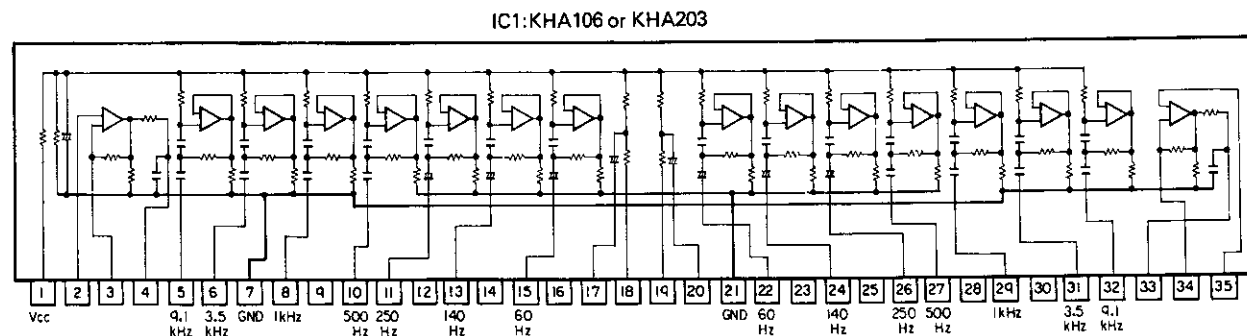 IC1:KHA106 or KHA203
1 2 3 4 5 6 7 8 9 10 11 12 13 14 15 16 17 18 19 20 21 22 23 24 25 26 27 28 29 30 31 32 33 34 35
Vcc 9.1 kHz 3.5 kHz GND 1kHz 500 Hz 250 Hz 140 Hz 60 Hz GND 60 Hz 140 Hz 250 Hz 500 Hz 1kHz 3.5 kHz 9.1 kHz